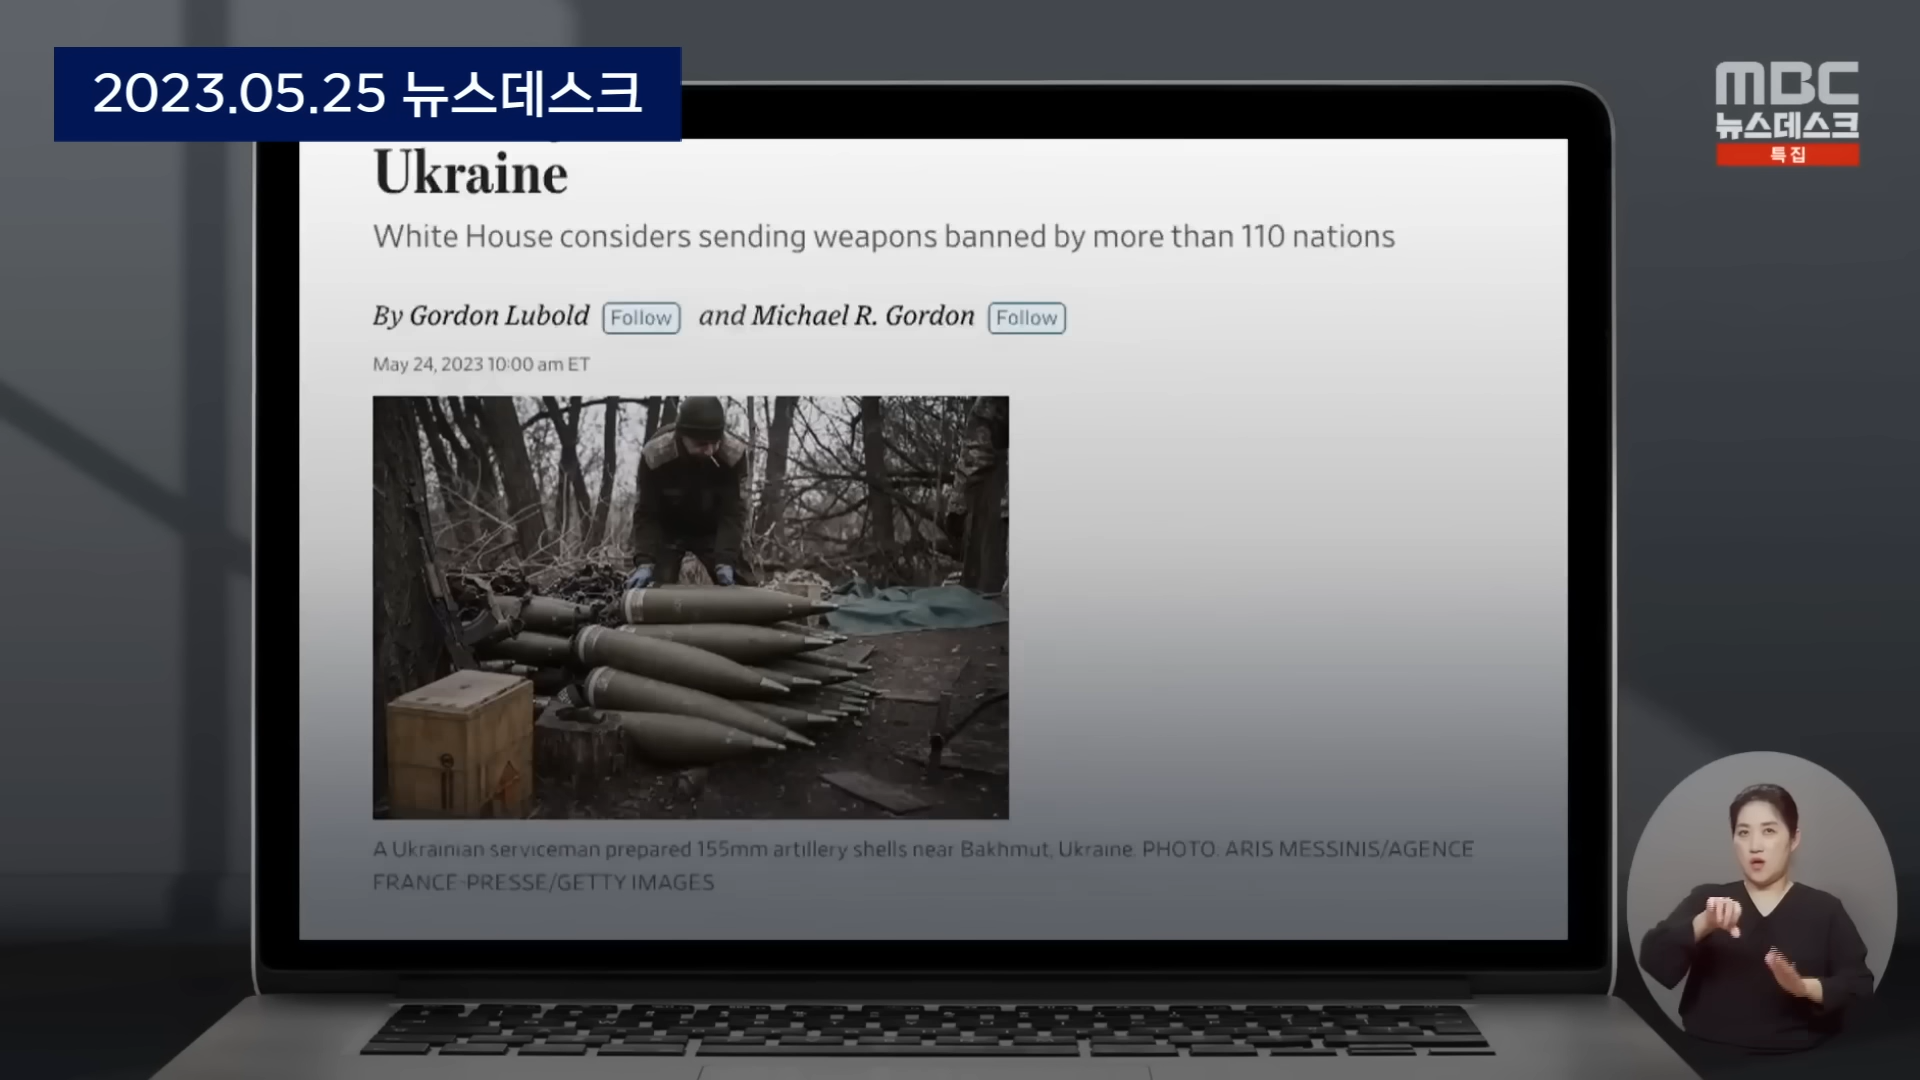 2023.05.25 뉴스데스크
MBC
뉴스데스크
특집
Ukraine
White House considers sending weapons banned by more than 110 nations
By Gordon Lubold Follow and Michael R. Gordon Follow
May 24, 2023 10:00 am ET
A Ukrainian serviceman prepared 155mm artillery shells near Bakhmut, Ukraine. PHOTO: ARIS MESSINIS/AGENCE
FRANCE-PRESSE/GETTY IMAGES